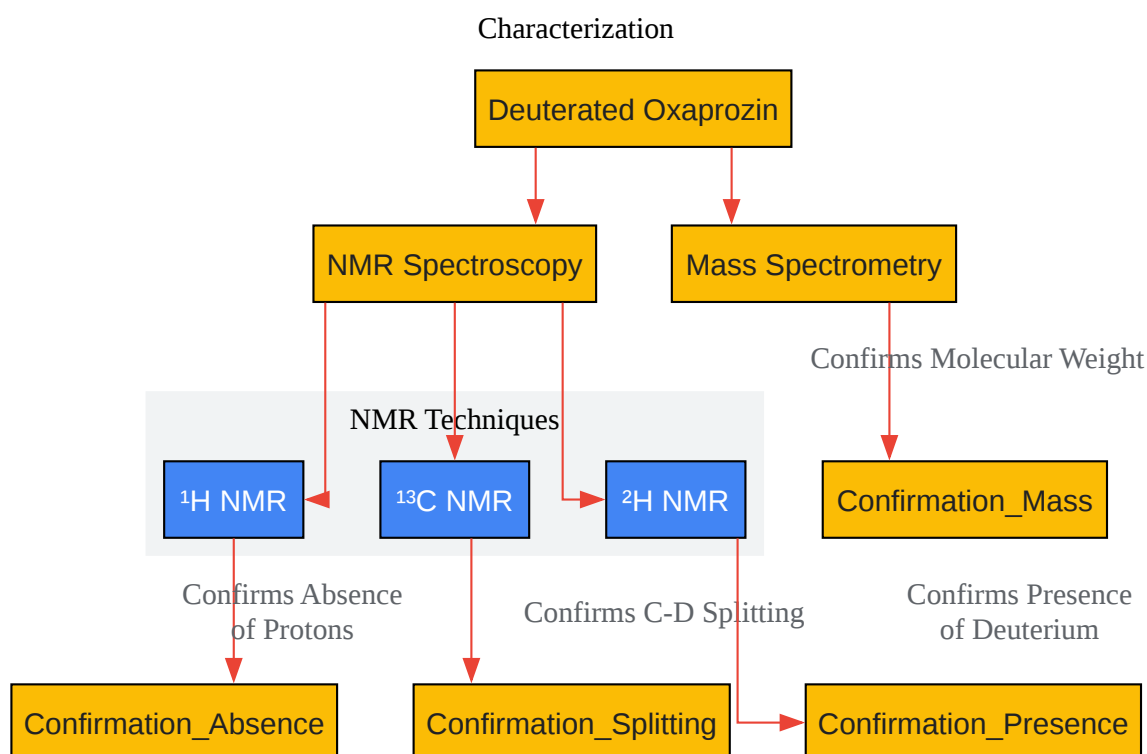 Characterization
Deuterated Oxaprozin
NMR Spectroscopy
Mass Spectrometry
Confirms Molecular Weight
NMR Techniques
¹H NMR
¹³C NMR
²H NMR
Confirmation_Mass
Confirms Absence
of Protons
Confirms C-D Splitting
Confirms Presence
of Deuterium
Confirmation_Absence
Confirmation_Splitting
Confirmation_Presence